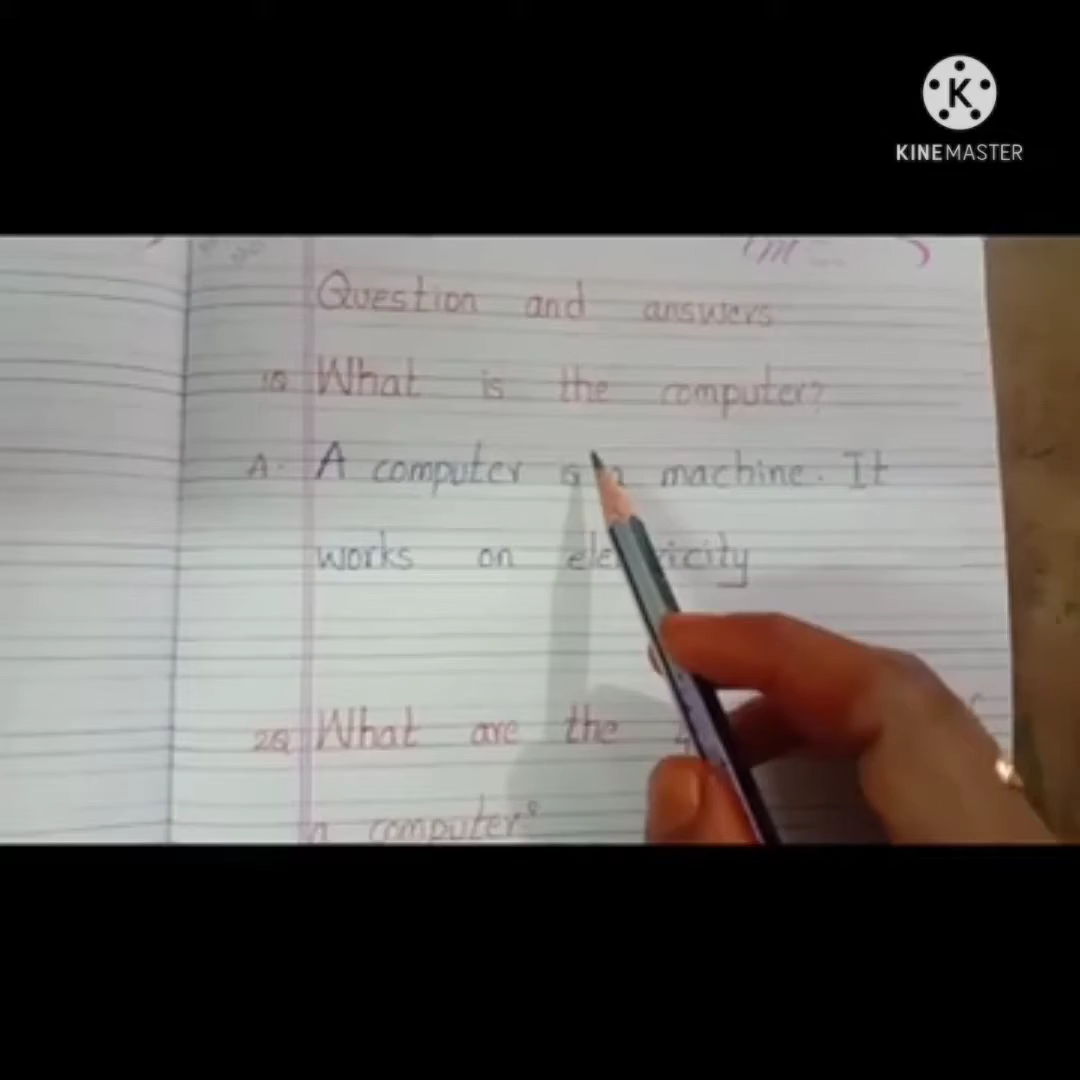 KINEMASTER
Question and answers
1Q What is the computer?
A. A computer is a machine. It
works on electricity
2Q What are the
a computer?